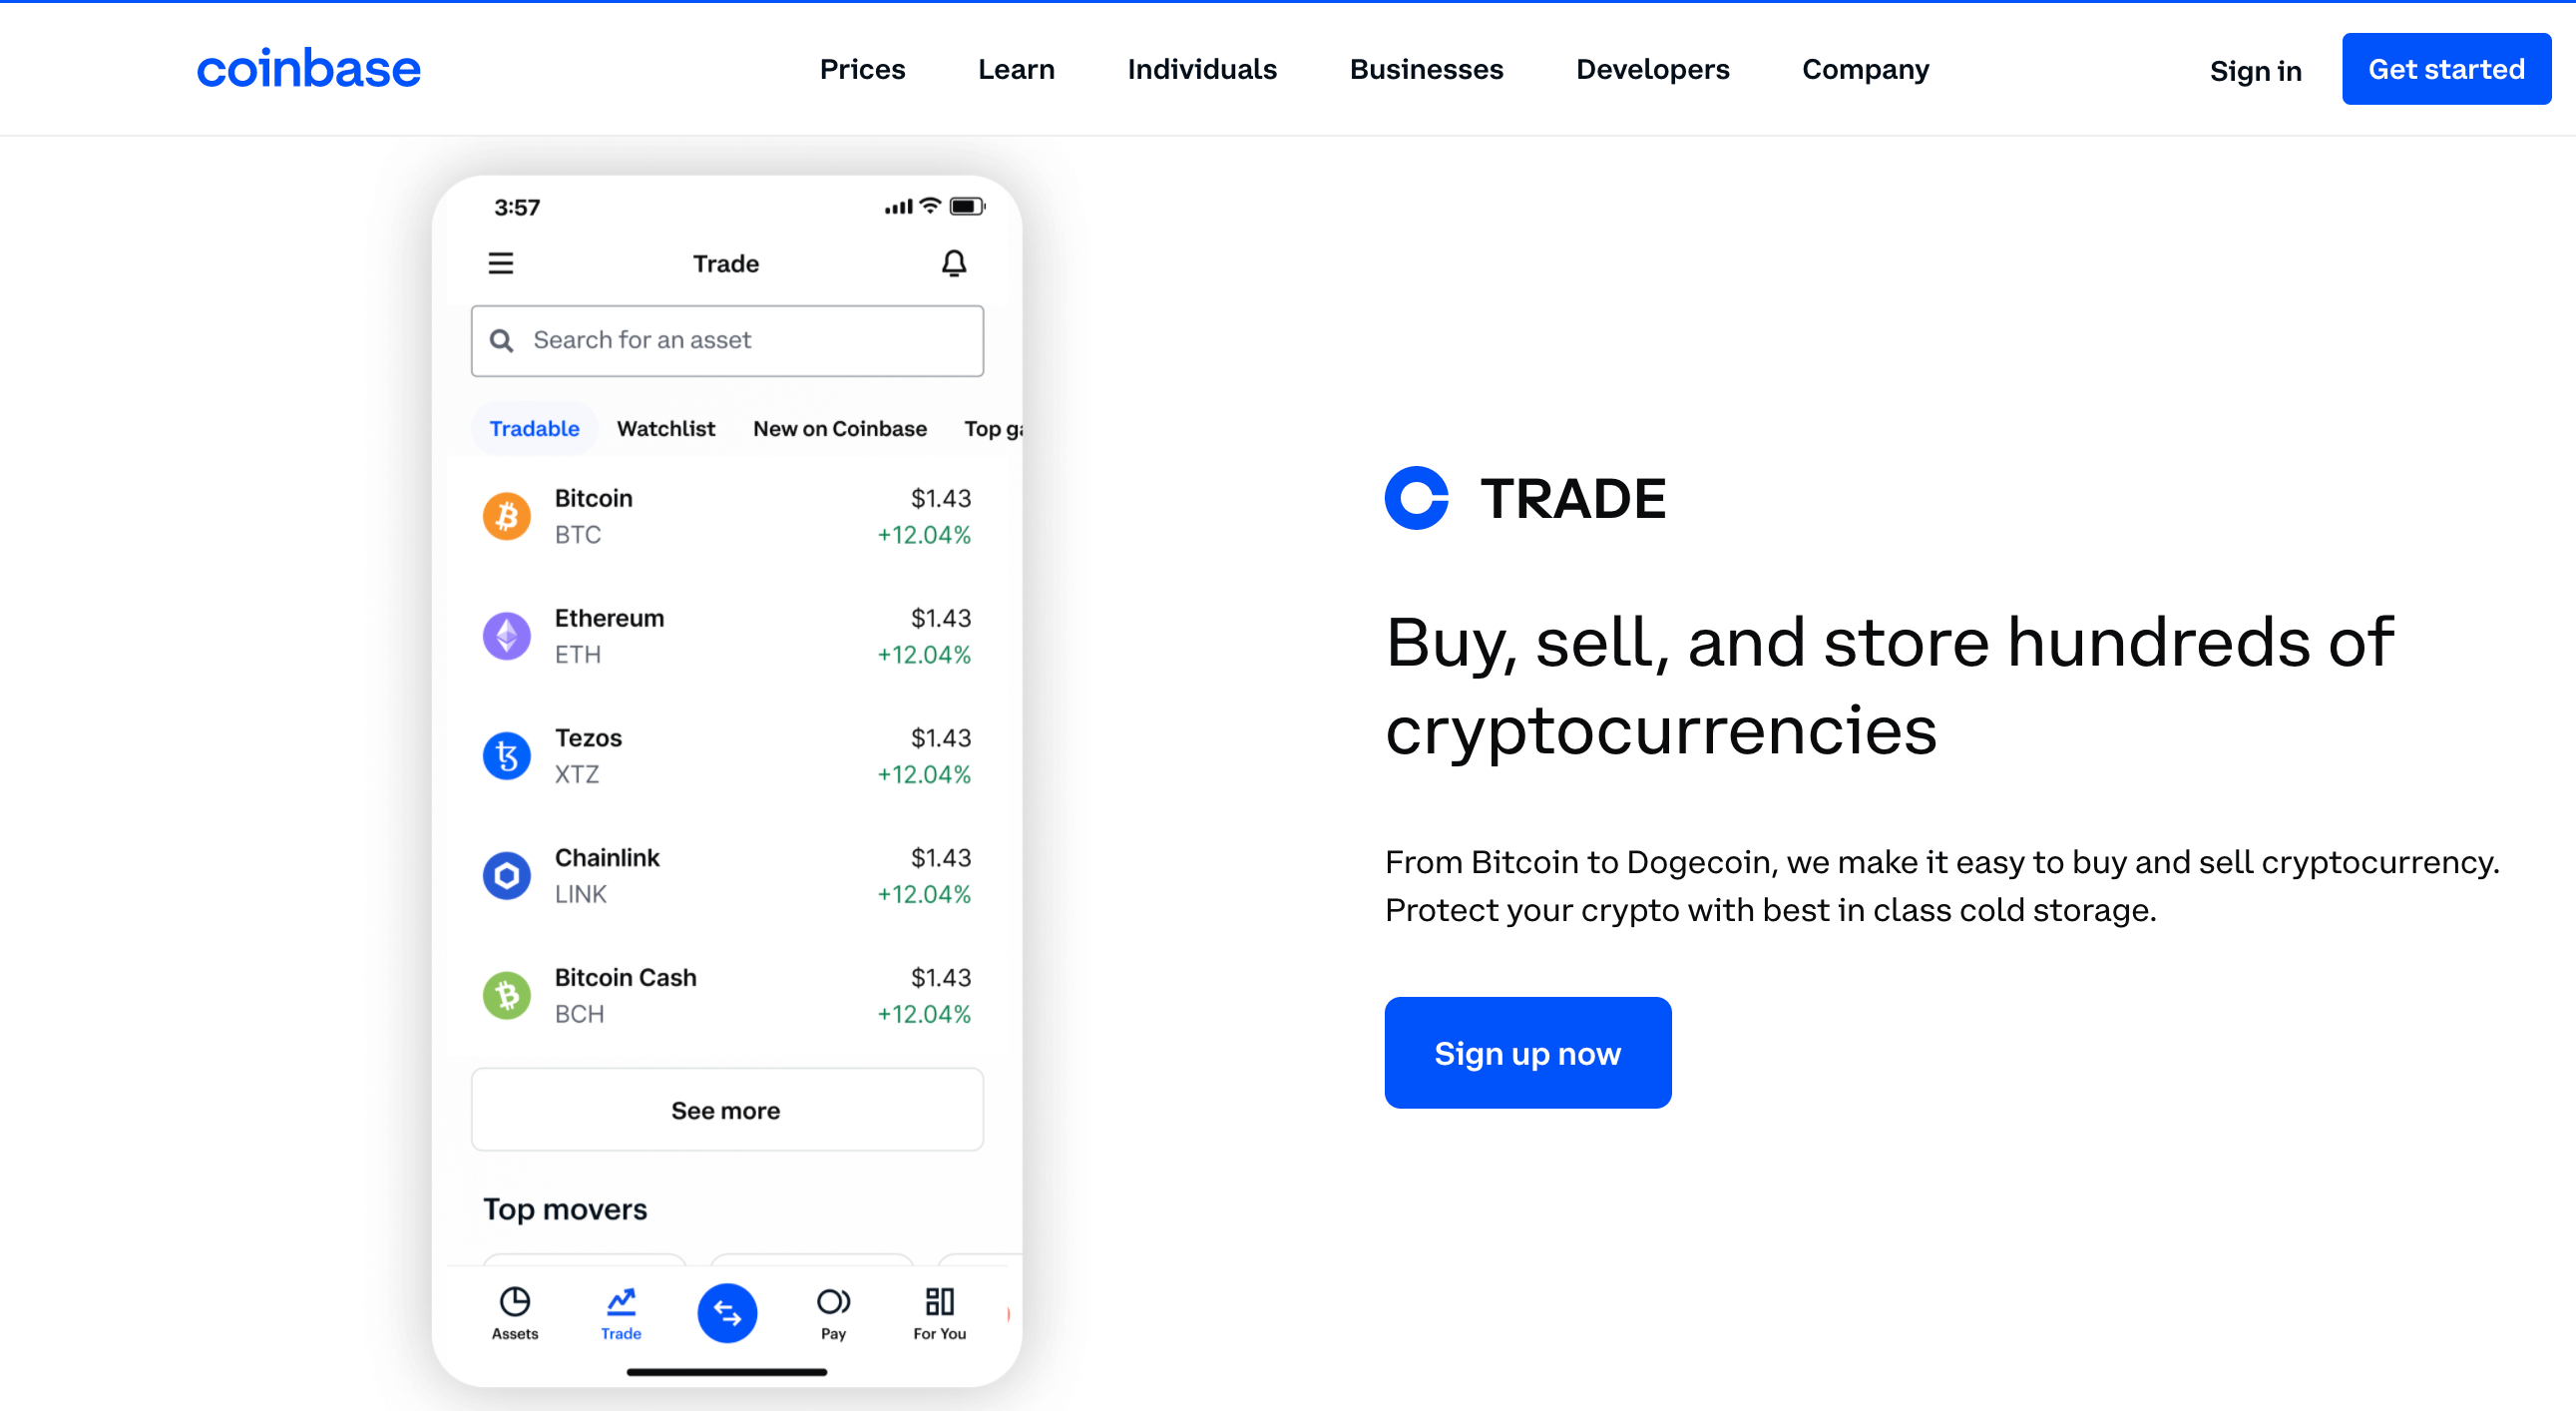 coinbase
Prices Learn Individuals Businesses Developers Company
Sign in
Get started
3:57
Trade
Search for an asset
Tradable Watchlist New on Coinbase Top ga
Bitcoin $1.43
BTC +12.04%
Ethereum $1.43
ETH +12.04%
Tezos $1.43
XTZ +12.04%
Chainlink $1.43
LINK +12.04%
Bitcoin Cash $1.43
BCH +12.04%
See more
Top movers
Assets Trade Pay For You
TRADE
Buy, sell, and store hundreds of
cryptocurrencies
From Bitcoin to Dogecoin, we make it easy to buy and sell cryptocurrency.
Protect your crypto with best in class cold storage.
Sign up now